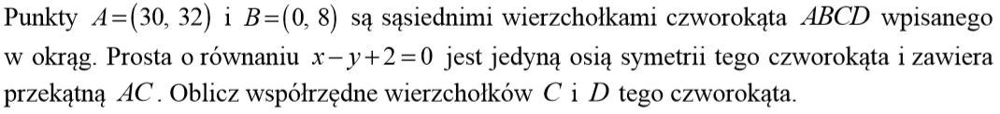 Punkty A=(30, 32) i B=(0, 8) są sąsiednimi wierzchołkami czworokąta ABCD wpisanego
w okrąg. Prosta o równaniu x−y+2=0 jest jedyną osią symetrii tego czworokąta i zawiera
przekątną AC. Oblicz współrzędne wierzchołków C i D tego czworokąta.